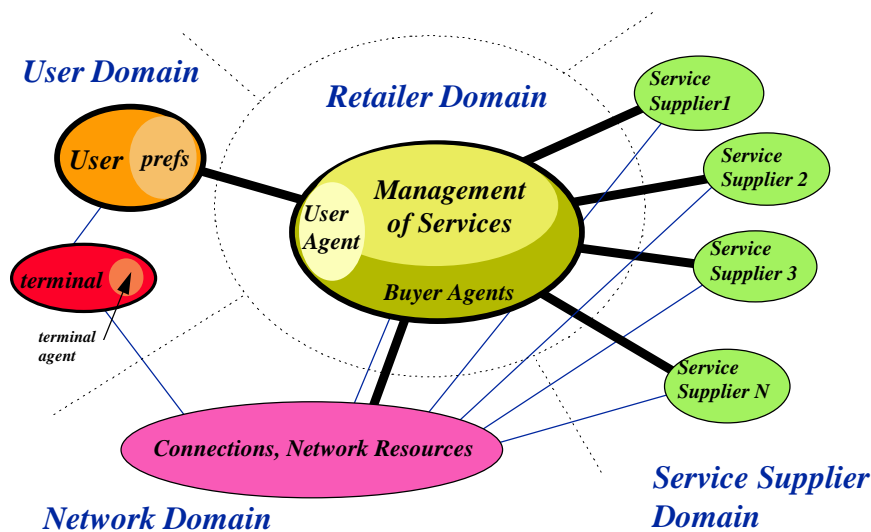 User Domain
Retailer Domain
Service
Supplier1
User
prefs
Service
Supplier 2
Management
of Services
User
Agent
Service
Supplier 3
terminal
Buyer Agents
terminal
agent
Service
Supplier N
Connections, Network Resources
Service Supplier
Domain
Network Domain